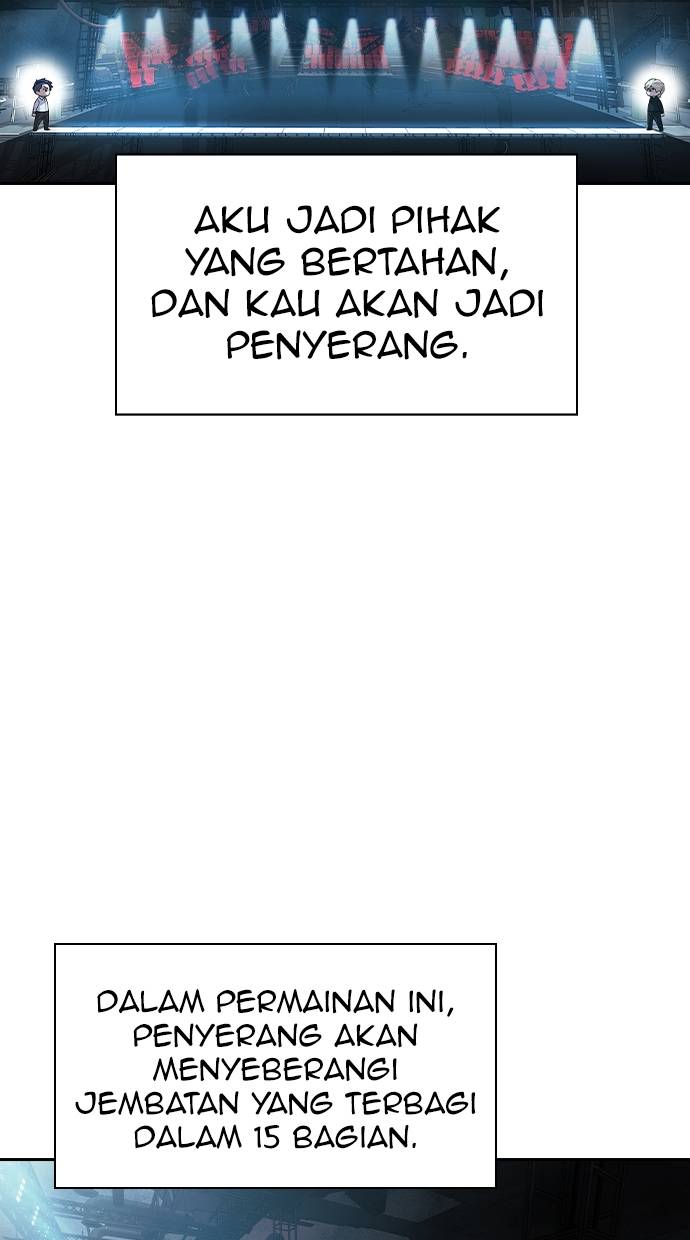 AKU JADI PIHAK
YANG BERTAHAN,
DAN KAU AKAN JADI
PENYERANG.
DALAM PERMAINAN INI,
PENYERANG AKAN
MENYEBERANGI
JEMBATAN YANG TERBAGI
DALAM 15 BAGIAN.